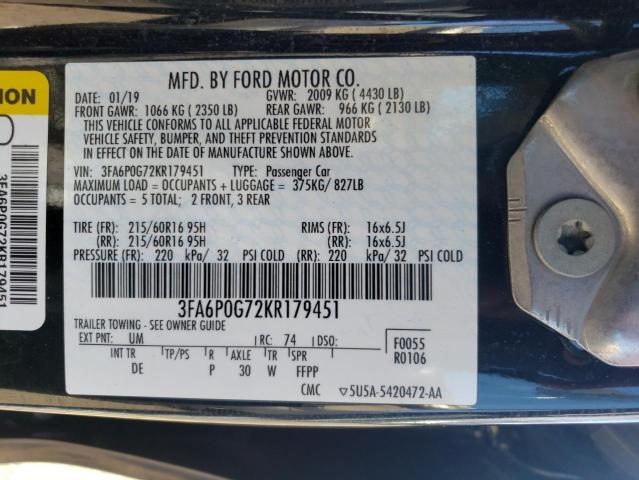 MFD. BY FORD MOTOR CO.
DATE: 01/19 GVWR: 2009 KG ( 4430 LB)
FRONT GAWR: 1066 KG ( 2350 LB) REAR GAWR: 966 KG ( 2130 LB)
THIS VEHICLE CONFORMS TO ALL APPLICABLE FEDERAL MOTOR
VEHICLE SAFETY, BUMPER, AND THEFT PREVENTION STANDARDS
IN EFFECT ON THE DATE OF MANUFACTURE SHOWN ABOVE.
VIN: 3FA6P0G72KR179451 TYPE: Passenger Car
MAXIMUM LOAD = OCCUPANTS + LUGGAGE = 375KG/ 827LB
OCCUPANTS = 5 TOTAL; 2 FRONT, 3 REAR
TIRE (FR): 215/60R16 95H RIMS (FR): 16x6.5J
(RR): 215/60R16 95H (RR): 16x6.5J
PRESSURE (FR): 220 kPa/ 32 PSI COLD (RR): 220 kPa/ 32 PSI COLD
3FA6P0G72KR179451
TRAILER TOWING - SEE OWNER GUIDE
EXT PNT: UM RC: 74 DSO: F0055
R0106
INT TR TP/PS R AXLE TR SPR
DE P 30 W FFPP
CMC ▽5U5A-5420472-AA
NION
3FA6P0G72KR179451